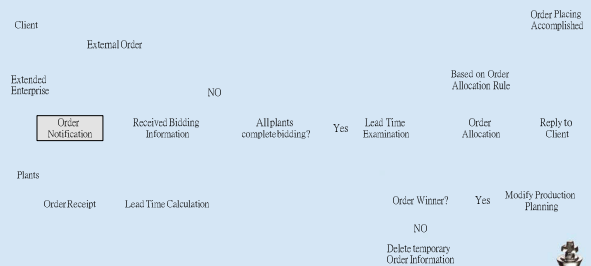 Client
Order Placing
Accomplished
External Order
Extended
Enterprise
NO
Based on Order
Allocation Rule
Order
Notification
Received Bidding
Information
All plants
complete bidding?
Yes
Lead Time
Examination
Order
Allocation
Reply to
Client
Plants
Order Receipt
Lead Time Calculation
Order Winner?
Yes
Modify Production
Planning
NO
Delete temporary
Order Information